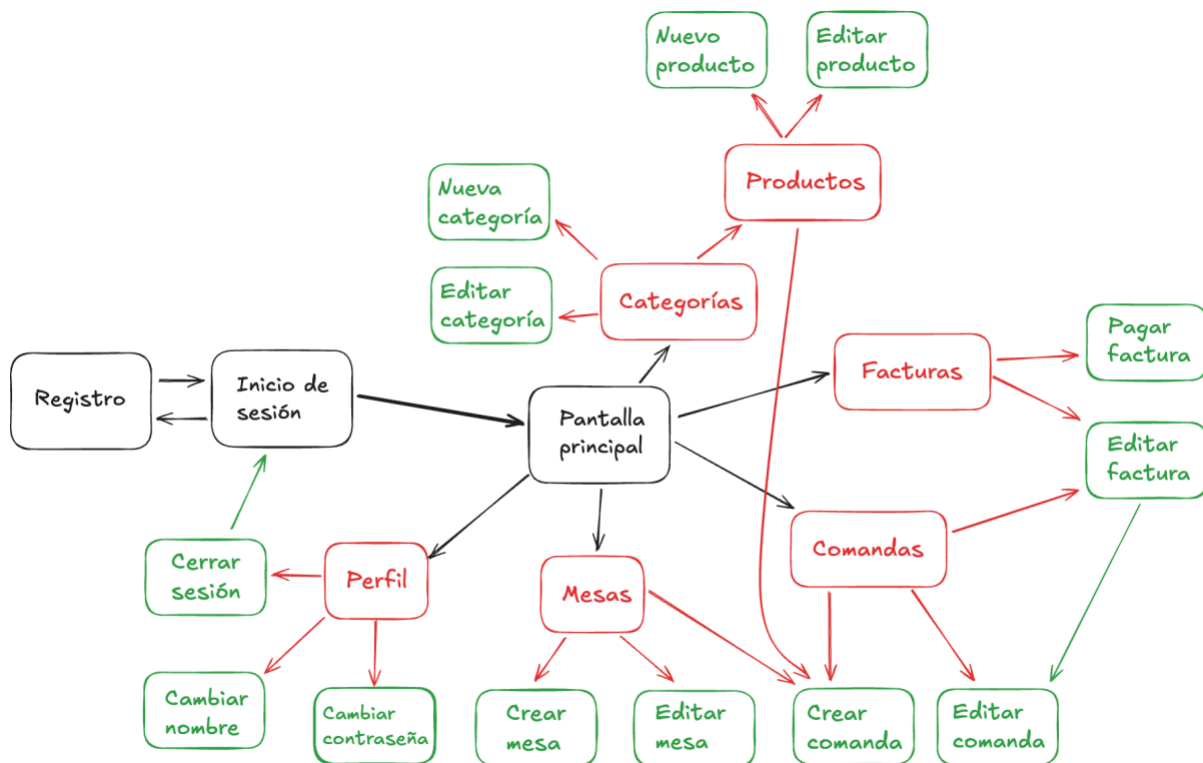 Nuevo
producto
Editar
producto
Productos
Nueva
categoría
Editar
categoría
Categorías
Pagar
factura
Facturas
Registro
Inicio de
sesión
Pantalla
principal
Editar
factura
Cerrar
sesión
Perfil
Mesas
Comandas
Cambiar
nombre
Cambiar
contraseña
Crear
mesa
Editar
mesa
Crear
comanda
Editar
comanda